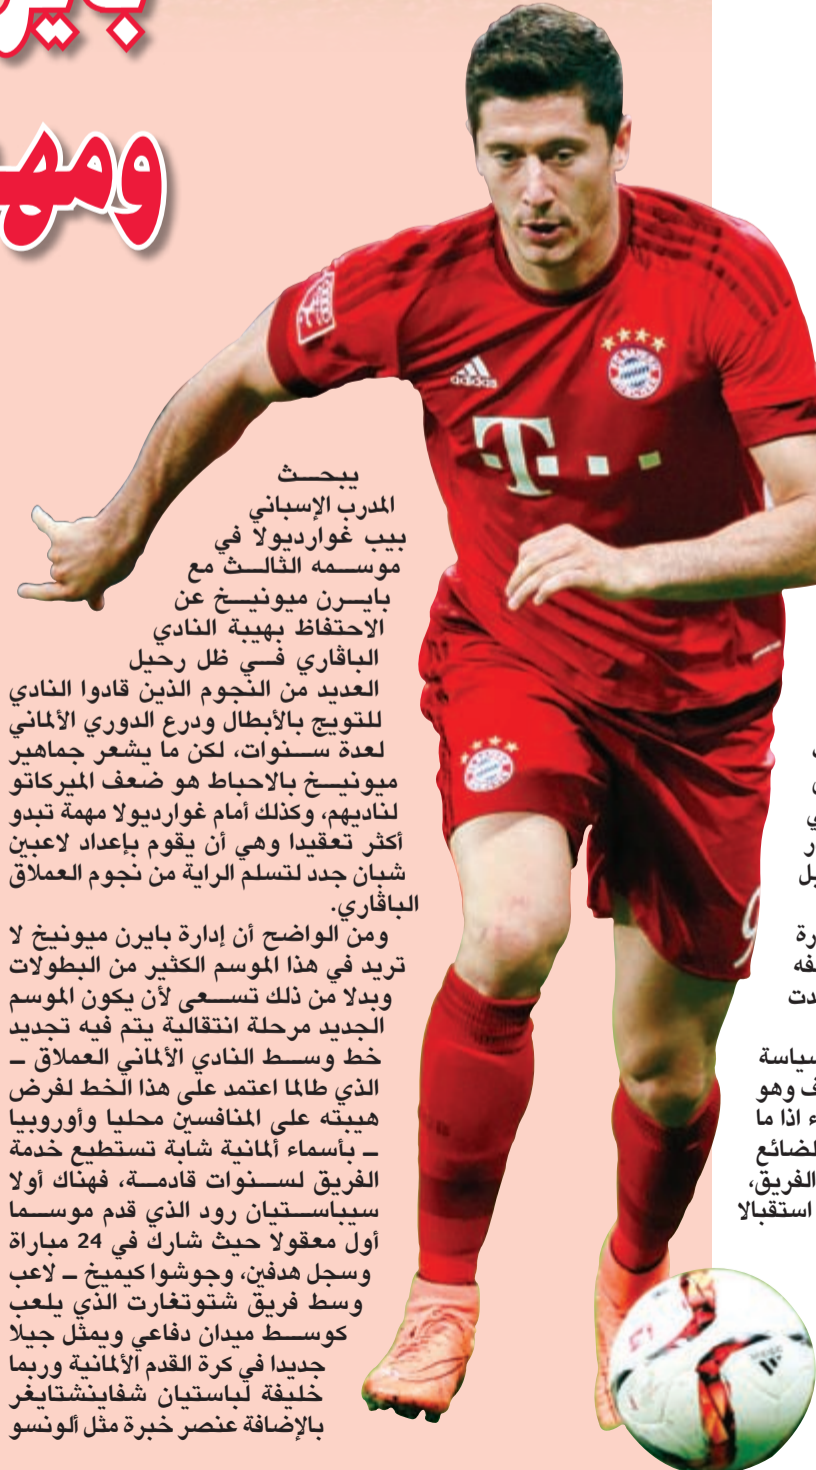 يبحث
المدرب الإسباني
بيب غوارديولا في
موسمه الثالث مع
بايرن ميونيخ عن
الاحتفاظ بهيبة النادي
الباڤاري في ظل رحيل
العديد من النجوم الذين قادوا النادي
للتويج بالأبطال ودرع الدوري الألماني
لعدة سنوات، لكن ما يشعر جماهير
ميونيخ بالاحباط هو ضعف الميركاتو
لناديهم، وكذلك أمام غوارديولا مهمة تبدو
أكثر تعقيدا وهي أن يقوم بإعداد لاعبين
شبان جدد لتسلم الراية من نجوم العملاق
الباڤاري.
ومن الواضح أن إدارة بايرن ميونيخ لا
تريد في هذا الموسم الكثير من البطولات
وبدلا من ذلك تسعى لأن يكون الموسم
الجديد مرحلة انتقالية يتم فيه تجديد
خط وسط النادي الألماني العملاق –
الذي طالما اعتمد على هذا الخط لفرض
هيبته على المنافسين محليا وأوروبيا
– بأسماء ألمانية شابة تستطيع خدمة
الفريق لسنوات قادمة، فهناك أولا
سيباستيان رود الذي قدم موسما
أول معقولا حيث شارك في 24 مباراة
وسجل هدفين، وجوشوا كيميخ – لاعب
وسط فريق شتوتغارت الذي يلعب
كوسط ميدان دفاعي ويمثل جيلا
جديدا في كرة القدم الألمانية وربما
خليفة لباستيان شفاينشتايغر
بالإضافة عنصر خبرة مثل ألونسو
سياسة
وهو
اذا ما
الفريق،
استقبالا
adidas
T
9